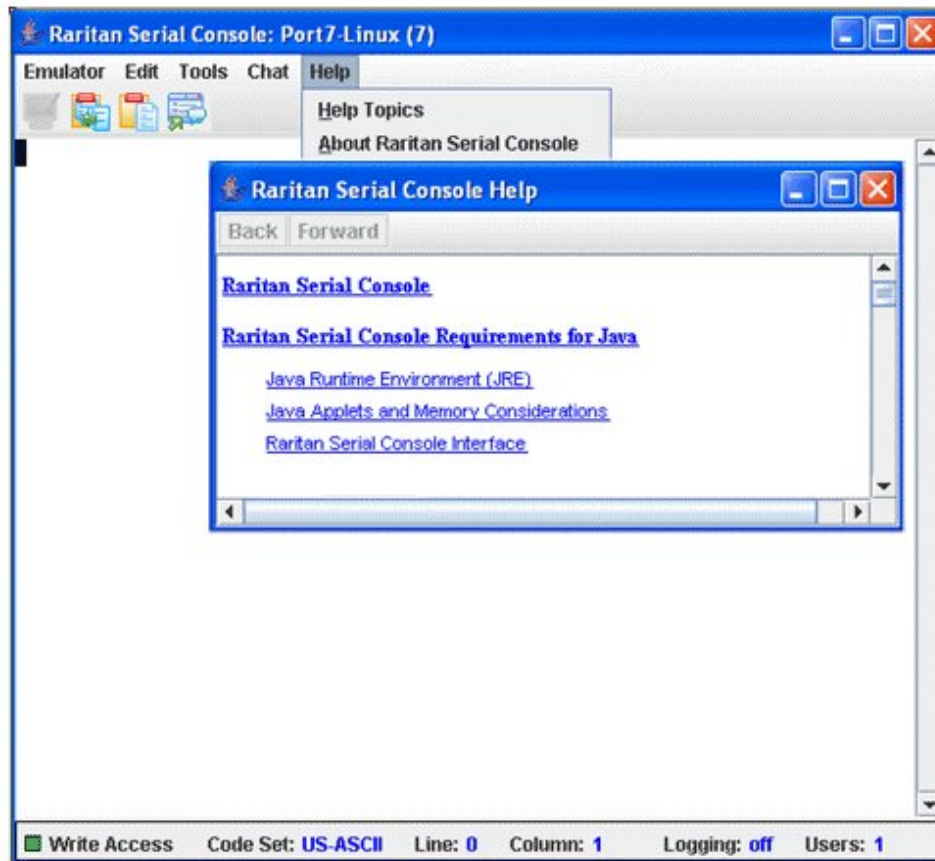 Raritan Serial Console: Port7-Linux (7)
Emulator Edit Tools Chat Help
Help Topics
About Raritan Serial Console
Raritan Serial Console Help
Back Forward
Raritan Serial Console
Raritan Serial Console Requirements for Java
Java Runtime Environment (JRE)
Java Applets and Memory Considerations
Raritan Serial Console Interface
Write Access Code Set: US-ASCII Line: 0 Column: 1 Logging: off Users: 1